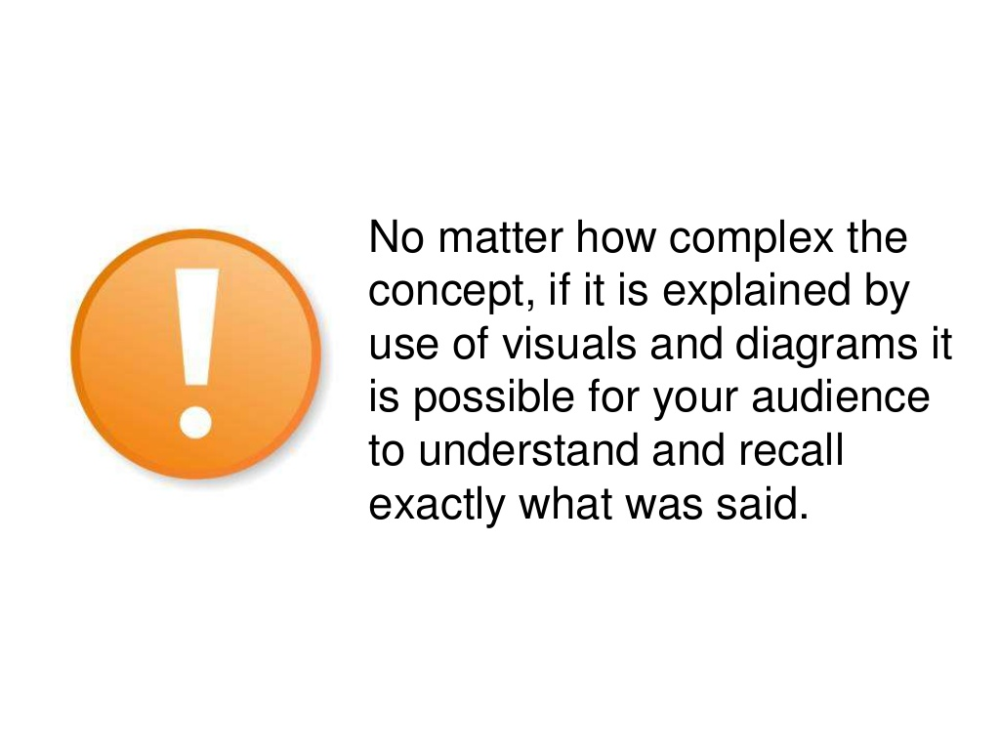 No matter how complex the
concept, if it is explained by
use of visuals and diagrams it
is possible for your audience
to understand and recall
exactly what was said.